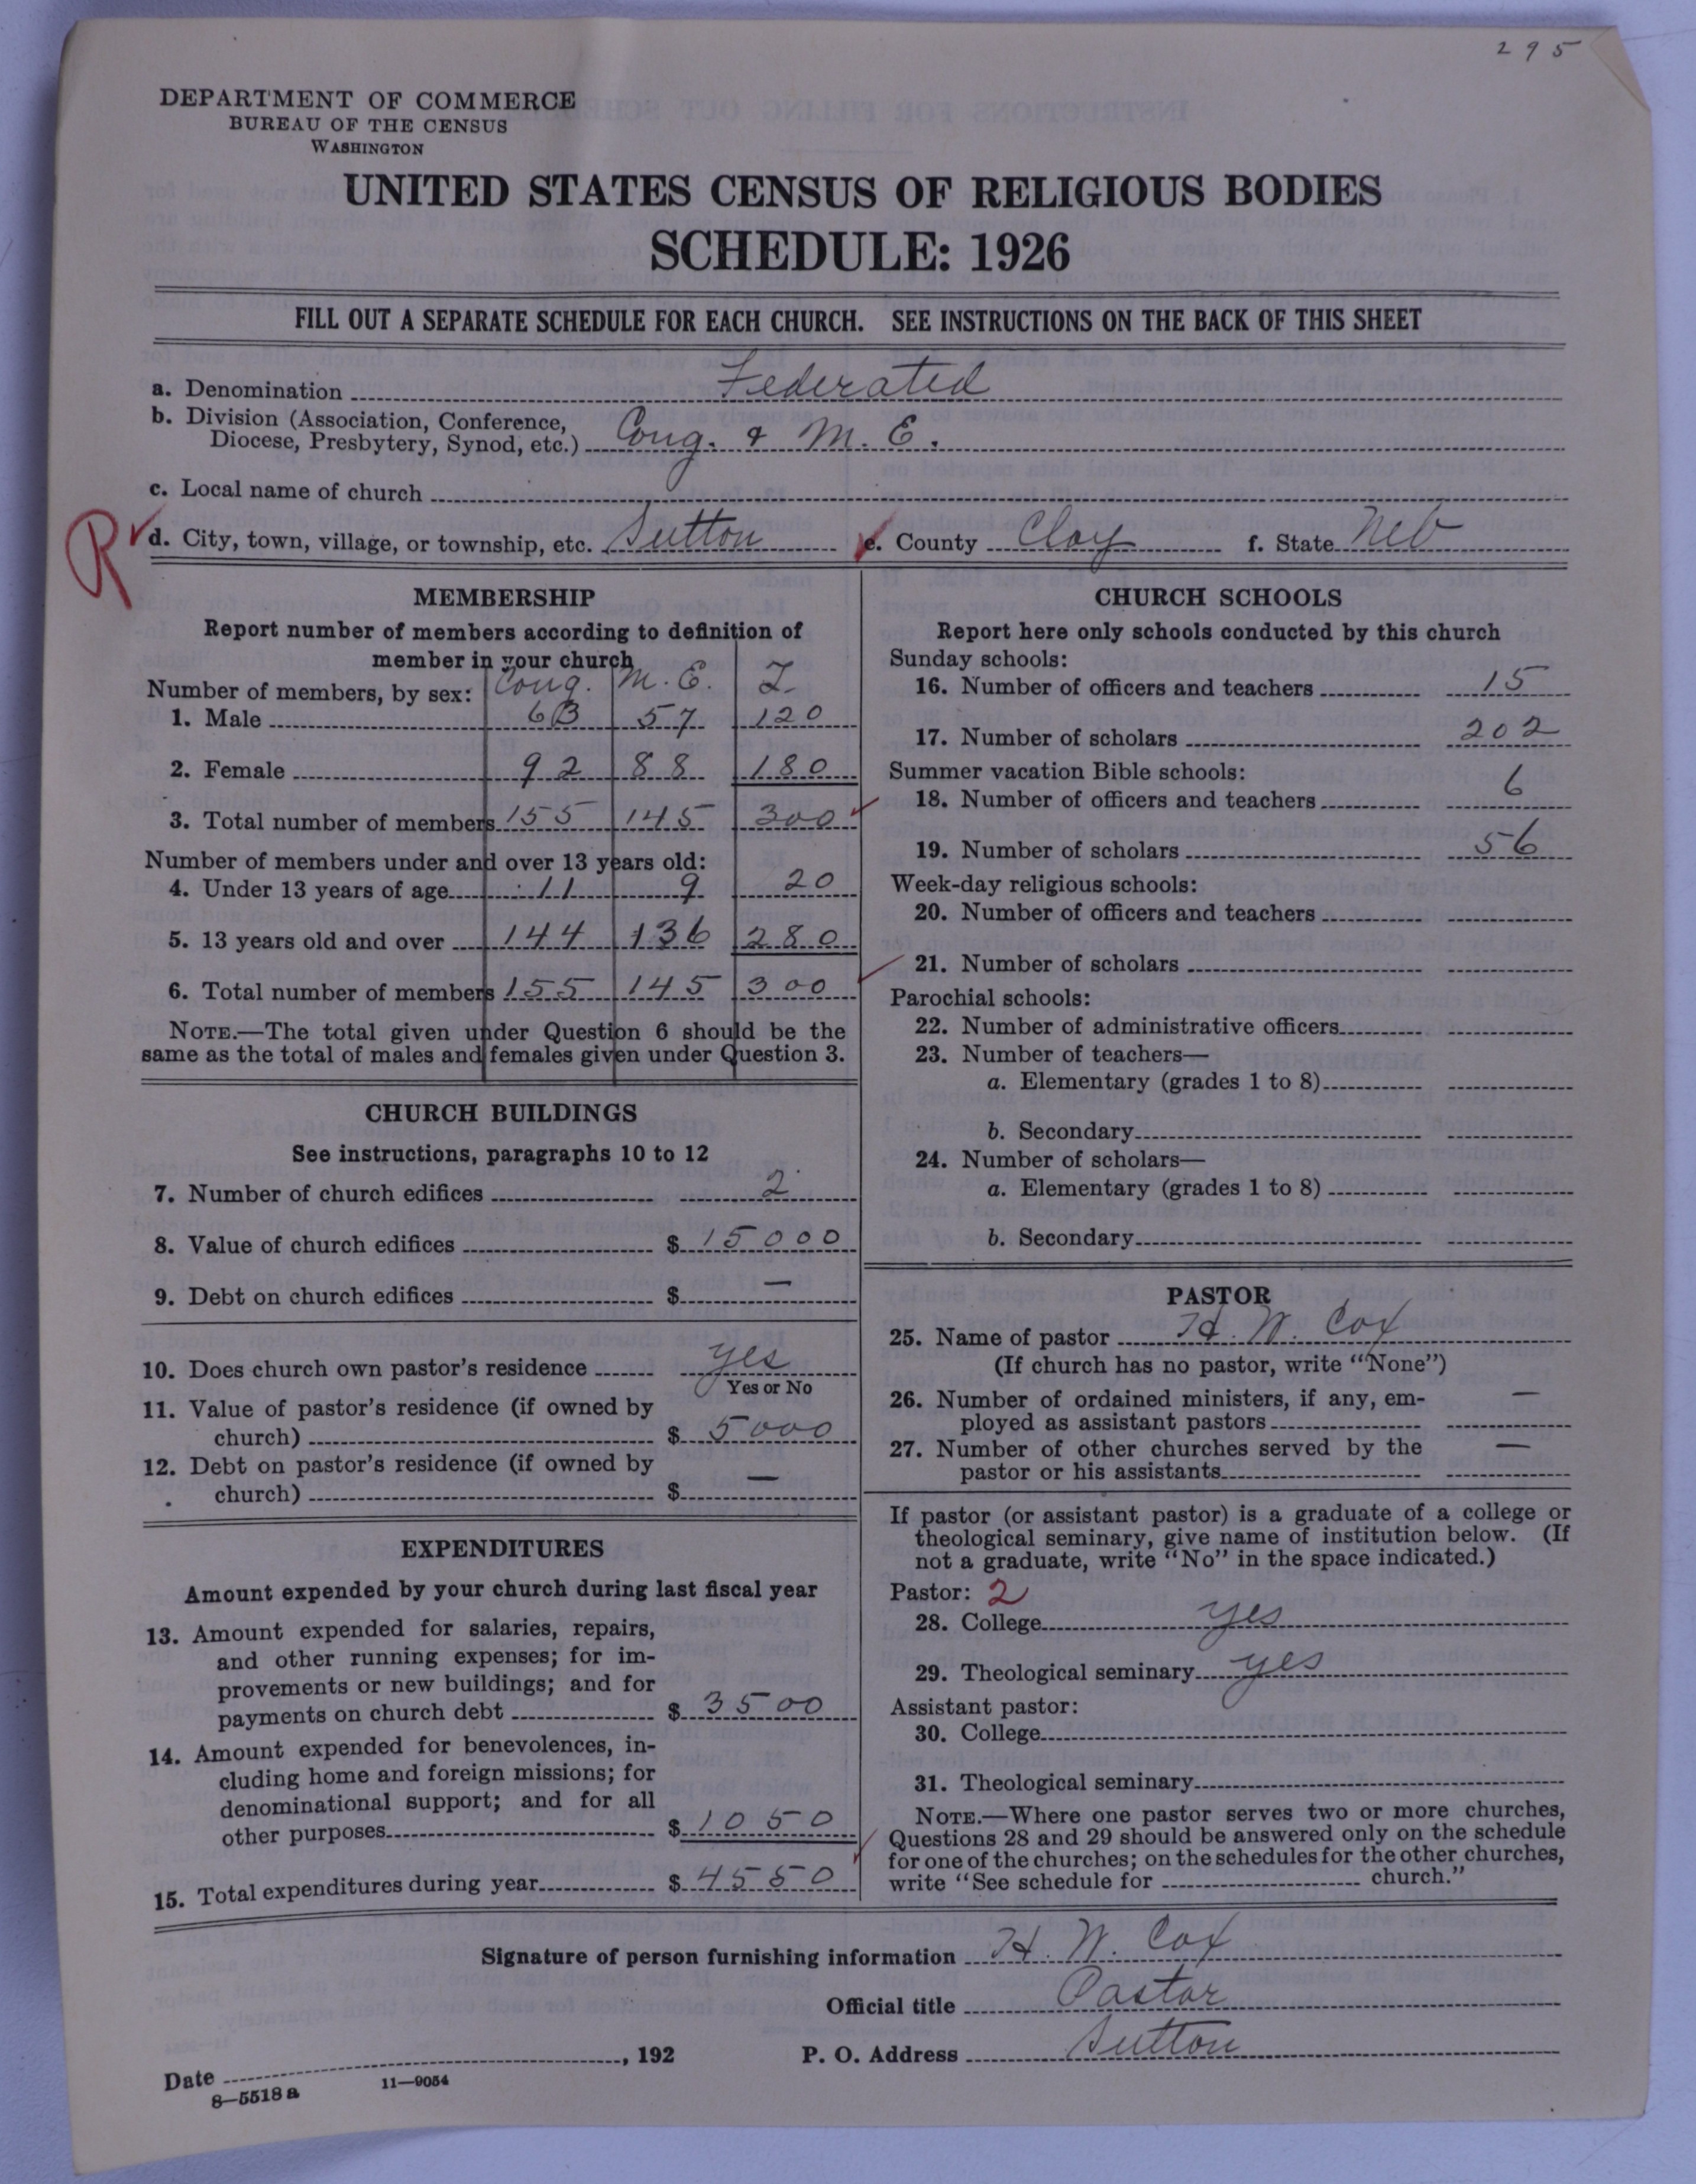 295
DEPARTMENT OF COMMERCE
BUREAU OF THE CENSUS
WASHINGTON
UNITED STATES CENSUS OF RELIGIOUS BODIES
SCHEDULE: 1926
FILL OUT A SEPARATE SCHEDULE FOR EACH CHURCH. SEE INSTRUCTIONS ON THE BACK OF THIS SHEET
a. Denomination Federated
b. Division (Association, Conference,
Diocese, Presbytery, Synod, etc.) Cong. & M. E.
c. Local name of church
R d. City, town, village, or township, etc. Sutton e. County Clay f. State Neb
MEMBERSHIP
Report number of members according to definition of
member in your church
Number of members, by sex: Cong. M. E. T.
1. Male 63 57 120
2. Female 92 88 180
3. Total number of members 155 145 300
Number of members under and over 13 years old:
4. Under 13 years of age 11 9 20
5. 13 years old and over 144 136 280
6. Total number of members 155 145 300
NOTE.—The total given under Question 6 should be the
same as the total of males and females given under Question 3.
CHURCH BUILDINGS
See instructions, paragraphs 10 to 12
7. Number of church edifices 2
8. Value of church edifices $ 15000
9. Debt on church edifices $ —
10. Does church own pastor's residence yes
Yes or No
11. Value of pastor's residence (if owned by
church) $ 5000
12. Debt on pastor's residence (if owned by
church) $ —
EXPENDITURES
Amount expended by your church during last fiscal year
13. Amount expended for salaries, repairs,
and other running expenses; for im-
provements or new buildings; and for
payments on church debt $ 3500
14. Amount expended for benevolences, in-
cluding home and foreign missions; for
denominational support; and for all
other purposes $ 1050
15. Total expenditures during year $ 4550
CHURCH SCHOOLS
Report here only schools conducted by this church
Sunday schools:
16. Number of officers and teachers 15
17. Number of scholars 202
Summer vacation Bible schools:
18. Number of officers and teachers 6
19. Number of scholars 56
Week-day religious schools:
20. Number of officers and teachers
21. Number of scholars
Parochial schools:
22. Number of administrative officers
23. Number of teachers—
a. Elementary (grades 1 to 8)
b. Secondary
24. Number of scholars—
a. Elementary (grades 1 to 8)
b. Secondary
PASTOR
25. Name of pastor H. W. Cox
(If church has no pastor, write "None")
26. Number of ordained ministers, if any, em-
ployed as assistant pastors —
27. Number of other churches served by the
pastor or his assistants —
If pastor (or assistant pastor) is a graduate of a college or
theological seminary, give name of institution below. (If
not a graduate, write "No" in the space indicated.)
Pastor: 2
28. College yes
29. Theological seminary yes
Assistant pastor:
30. College
31. Theological seminary
NOTE.—Where one pastor serves two or more churches,
Questions 28 and 29 should be answered only on the schedule
for one of the churches; on the schedules for the other churches,
write "See schedule for church."
Signature of person furnishing information H. W. Cox
Official title Pastor
Date , 192 P. O. Address Sutton
8—5518 a 11—9054